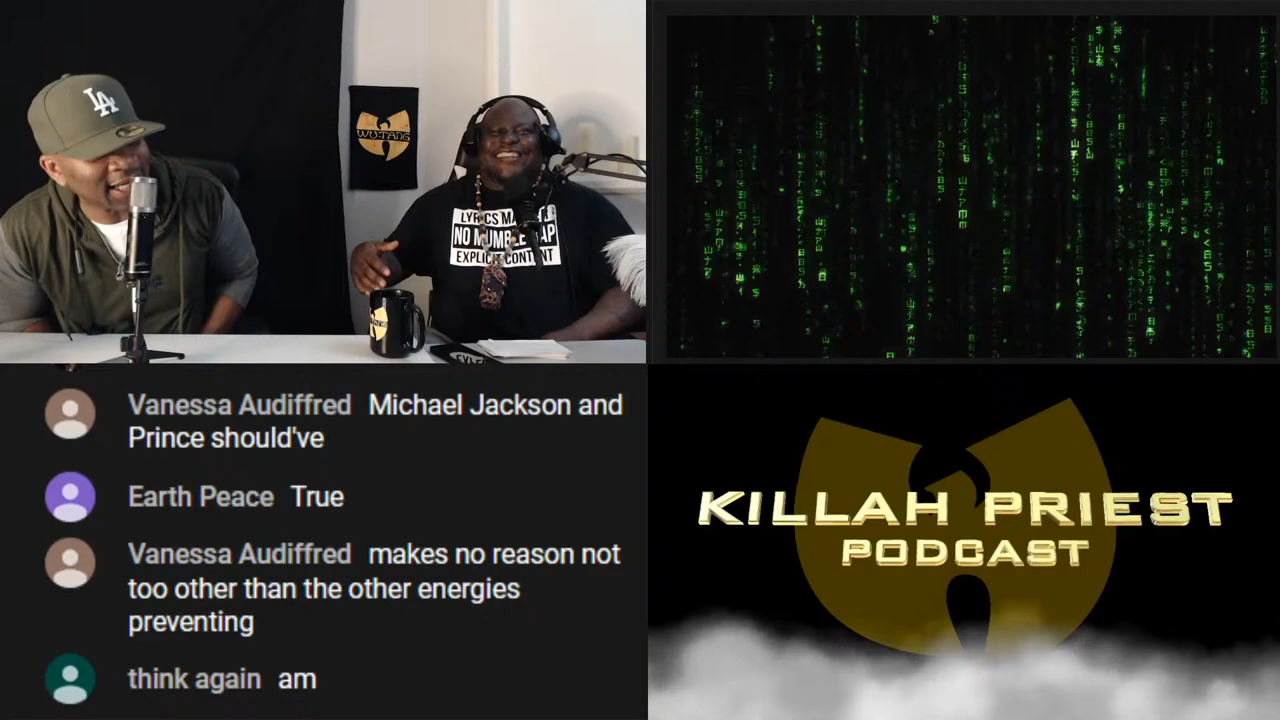 LA
WU-TANG
NO MUMBLE RAP
EXPLICIT CONTENT
Vanessa Audiffred Michael Jackson and
Prince should've
Earth Peace True
Vanessa Audiffred makes no reason not
too other than the other energies
preventing
think again am
KILLAH PRIEST
PODCAST